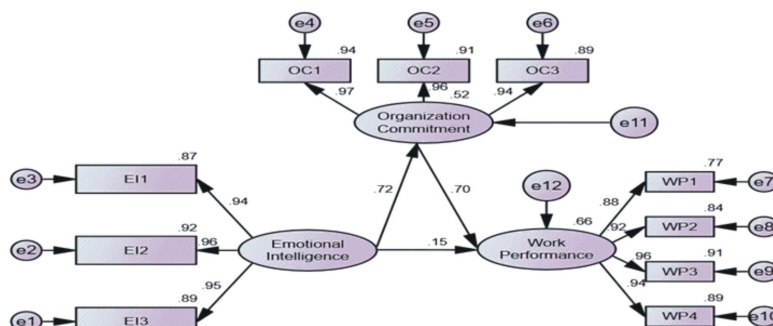 e4
e5
e6
.94
.91
.89
OC1
OC2
OC3
.97
.96
.94
.52
Organization
Commitment
e11
.87
e3
EI1
.94
.72
.70
e12
.77
WP1
e7
.88
.92
e2
EI2
.96
Emotional
Intelligence
.15
.66
Work
Performance
.92
.84
WP2
e8
.96
.91
WP3
e9
.95
.89
e1
EI3
.94
.89
WP4
e10